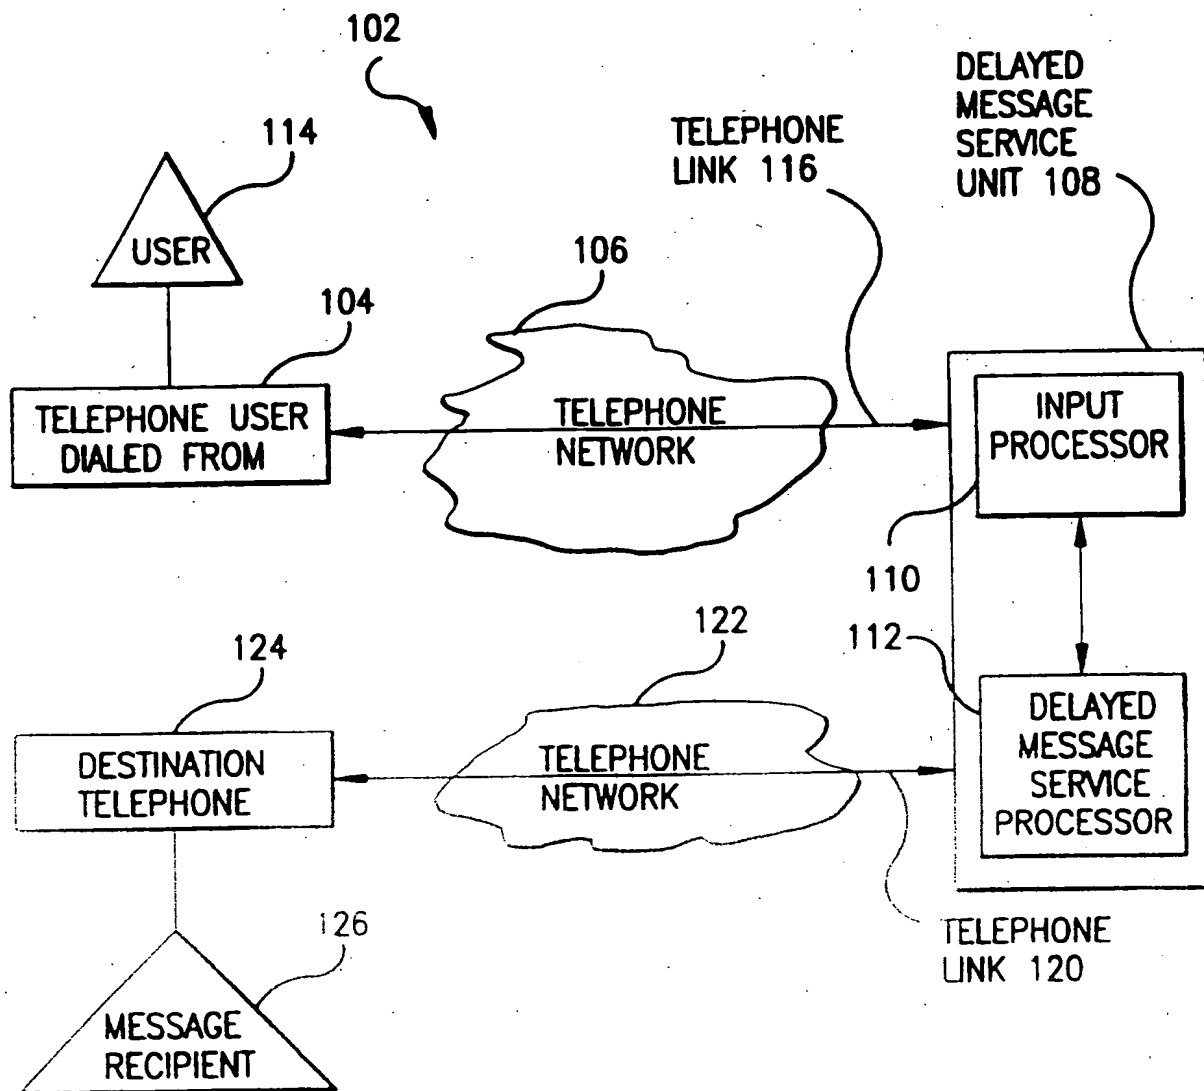 102
114
USER
104
TELEPHONE USER
DIALED FROM
106
TELEPHONE
NETWORK
TELEPHONE
LINK 116
DELAYED
MESSAGE
SERVICE
UNIT 108
INPUT
PROCESSOR
110
112
DELAYED
MESSAGE
SERVICE
PROCESSOR
122
TELEPHONE
NETWORK
124
DESTINATION
TELEPHONE
TELEPHONE
LINK 120
126
MESSAGE
RECIPIENT